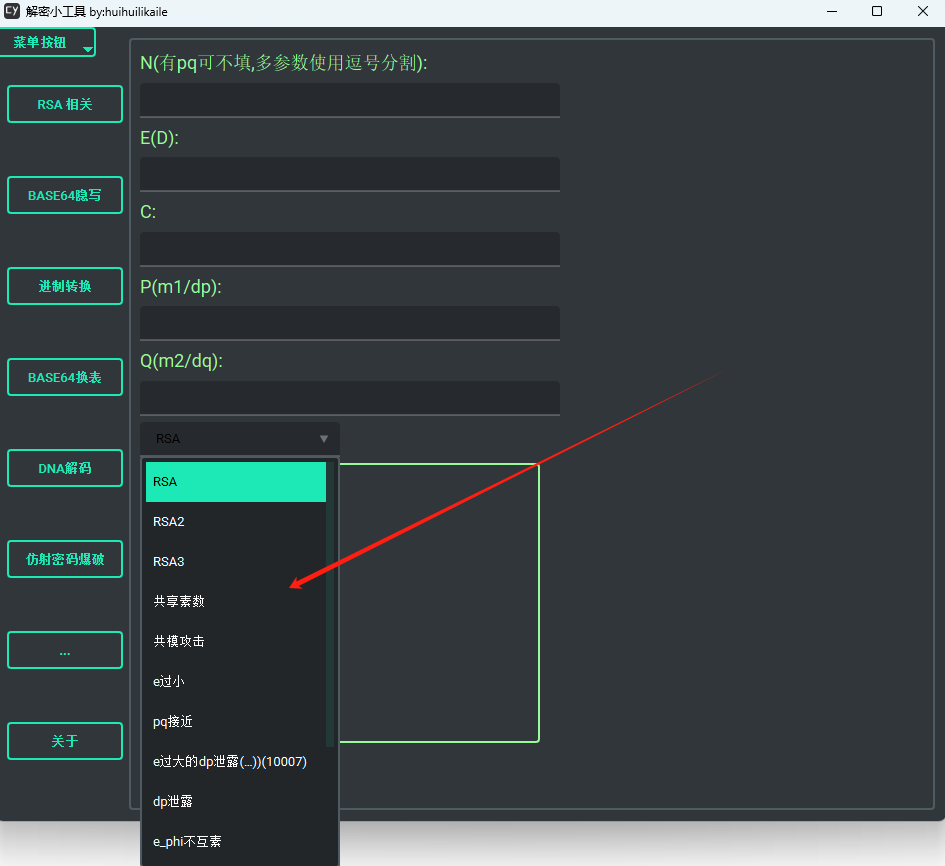 CY 解密小工具 by:huihuilikaile
菜单按钮
RSA 相关
BASE64隐写
进制转换
BASE64换表
DNA解码
仿射密码爆破
...
关于
N(有pq可不填,多参数使用逗号分割):
E(D):
C:
P(m1/dp):
Q(m2/dq):
RSA
RSA
RSA2
RSA3
共享素数
共模攻击
e过小
pq接近
e过大的dp泄露(...))(10007)
dp泄露
e_phi不互素